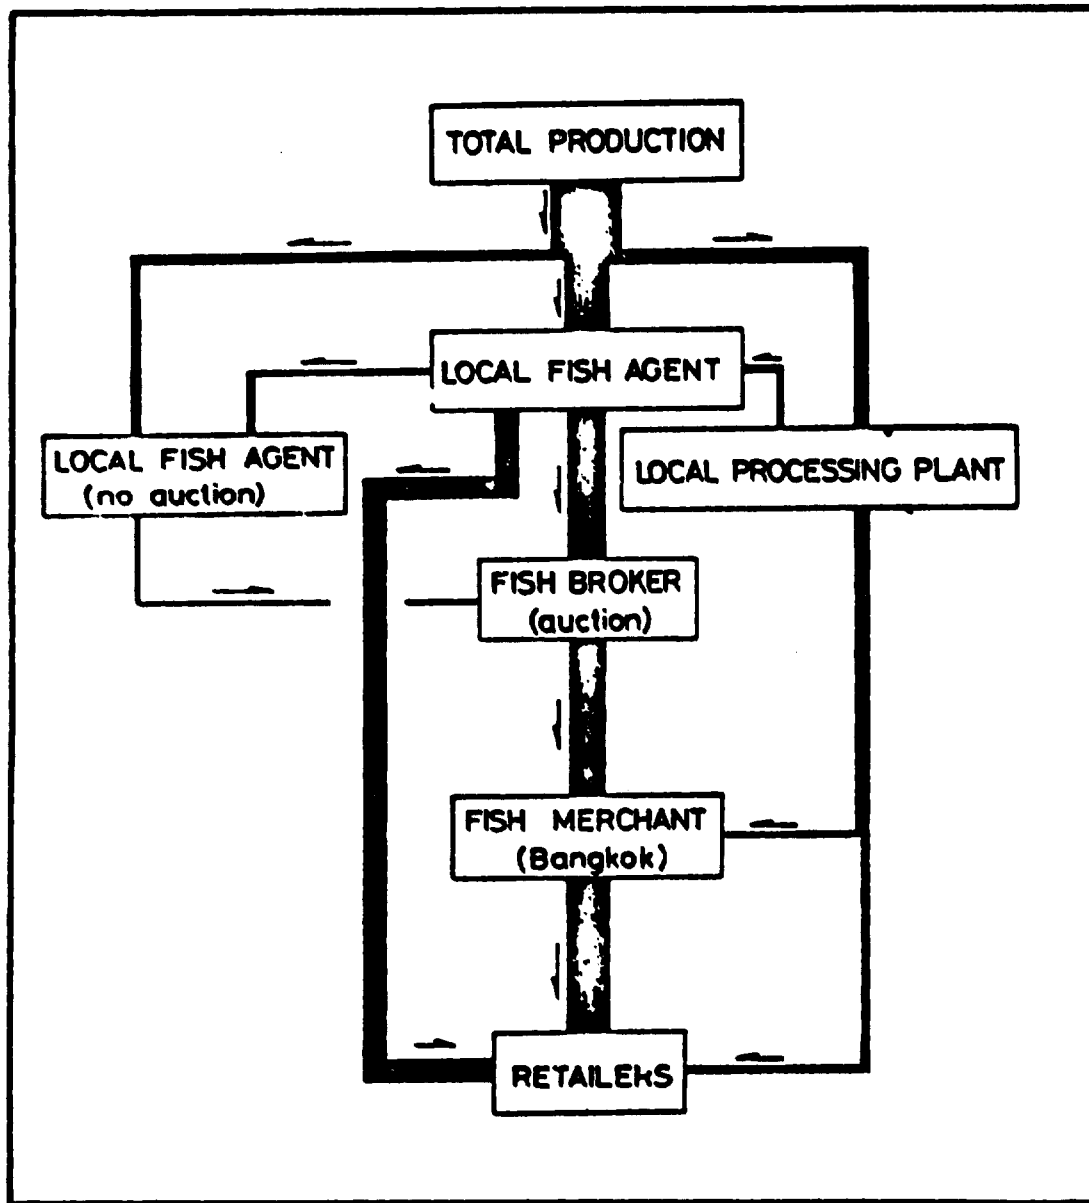 TOTAL PRODUCTION
LOCAL FISH AGENT
LOCAL FISH AGENT
(no auction)
LOCAL PROCESSING PLANT
FISH BROKER
(auction)
FISH MERCHANT
(Bangkok)
RETAILERS